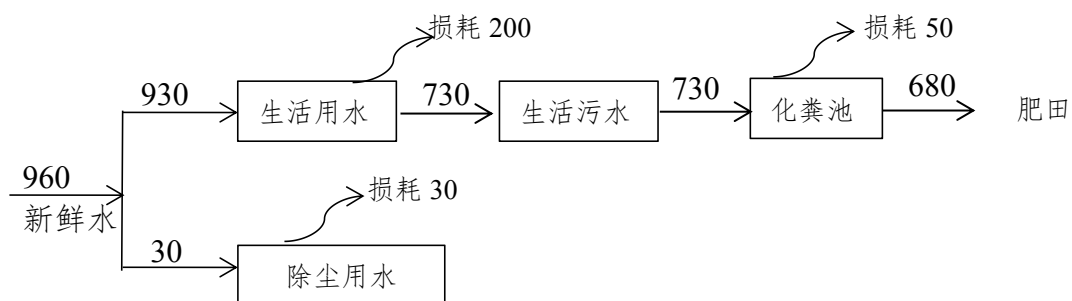 损耗 200
损耗 50
930
生活用水
730
生活污水
730
化粪池
680
肥田
960
新鲜水
损耗 30
30
除尘用水